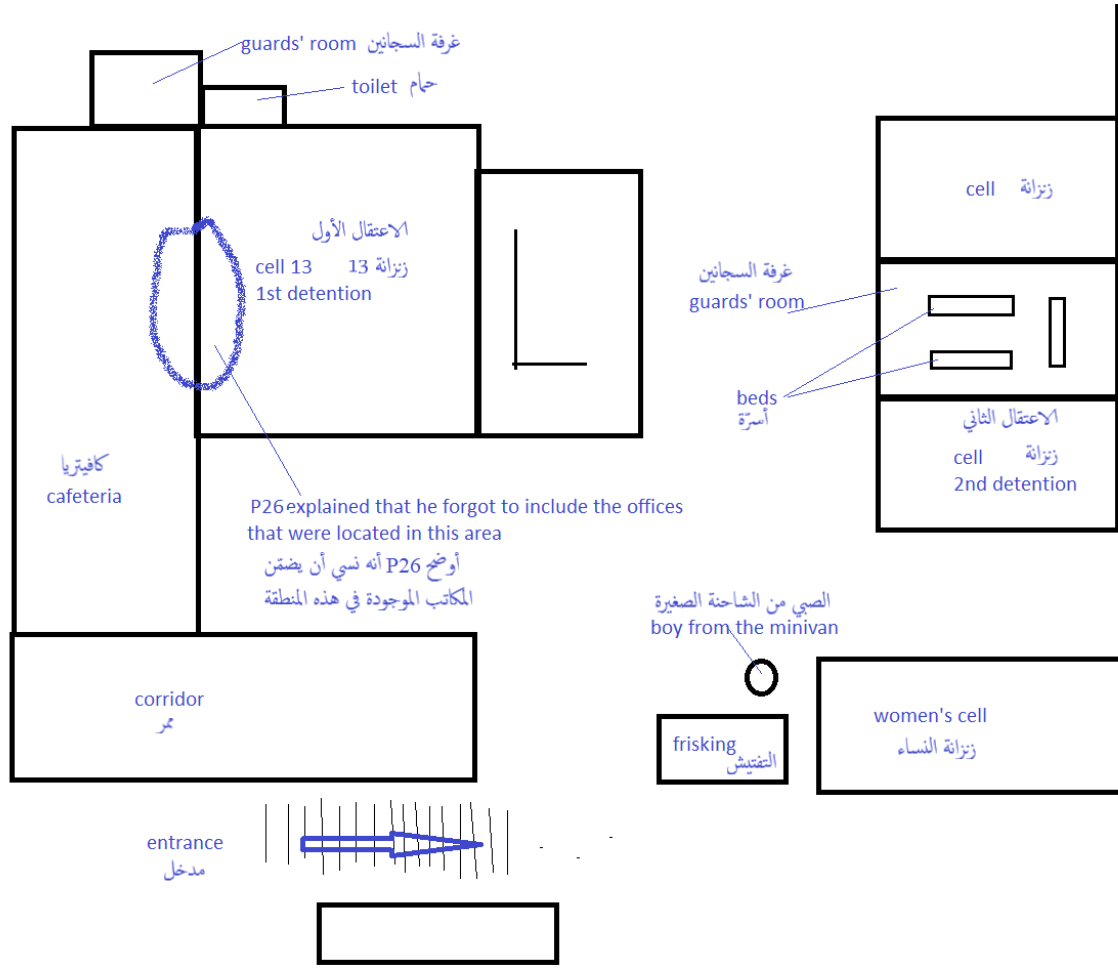 guards' room غرفة السجانين
toilet حمام
الاعتقال الأول
cell 13 زنزانة 13
1st detention
كافيتريا
cafeteria
P26 explained that he forgot to include the offices
that were located in this area
أوضح P26 أنه نسي أن يضمّن
المكاتب الموجودة في هذه المنطقة
corridor
ممر
entrance
مدخل
cell زنزانة
غرفة السجانين
guards' room
beds
أسرّة
الاعتقال الثاني
cell زنزانة
2nd detention
الصبي من الشاحنة الصغيرة
boy from the minivan
frisking
التفتيش
women's cell
زنزانة النساء